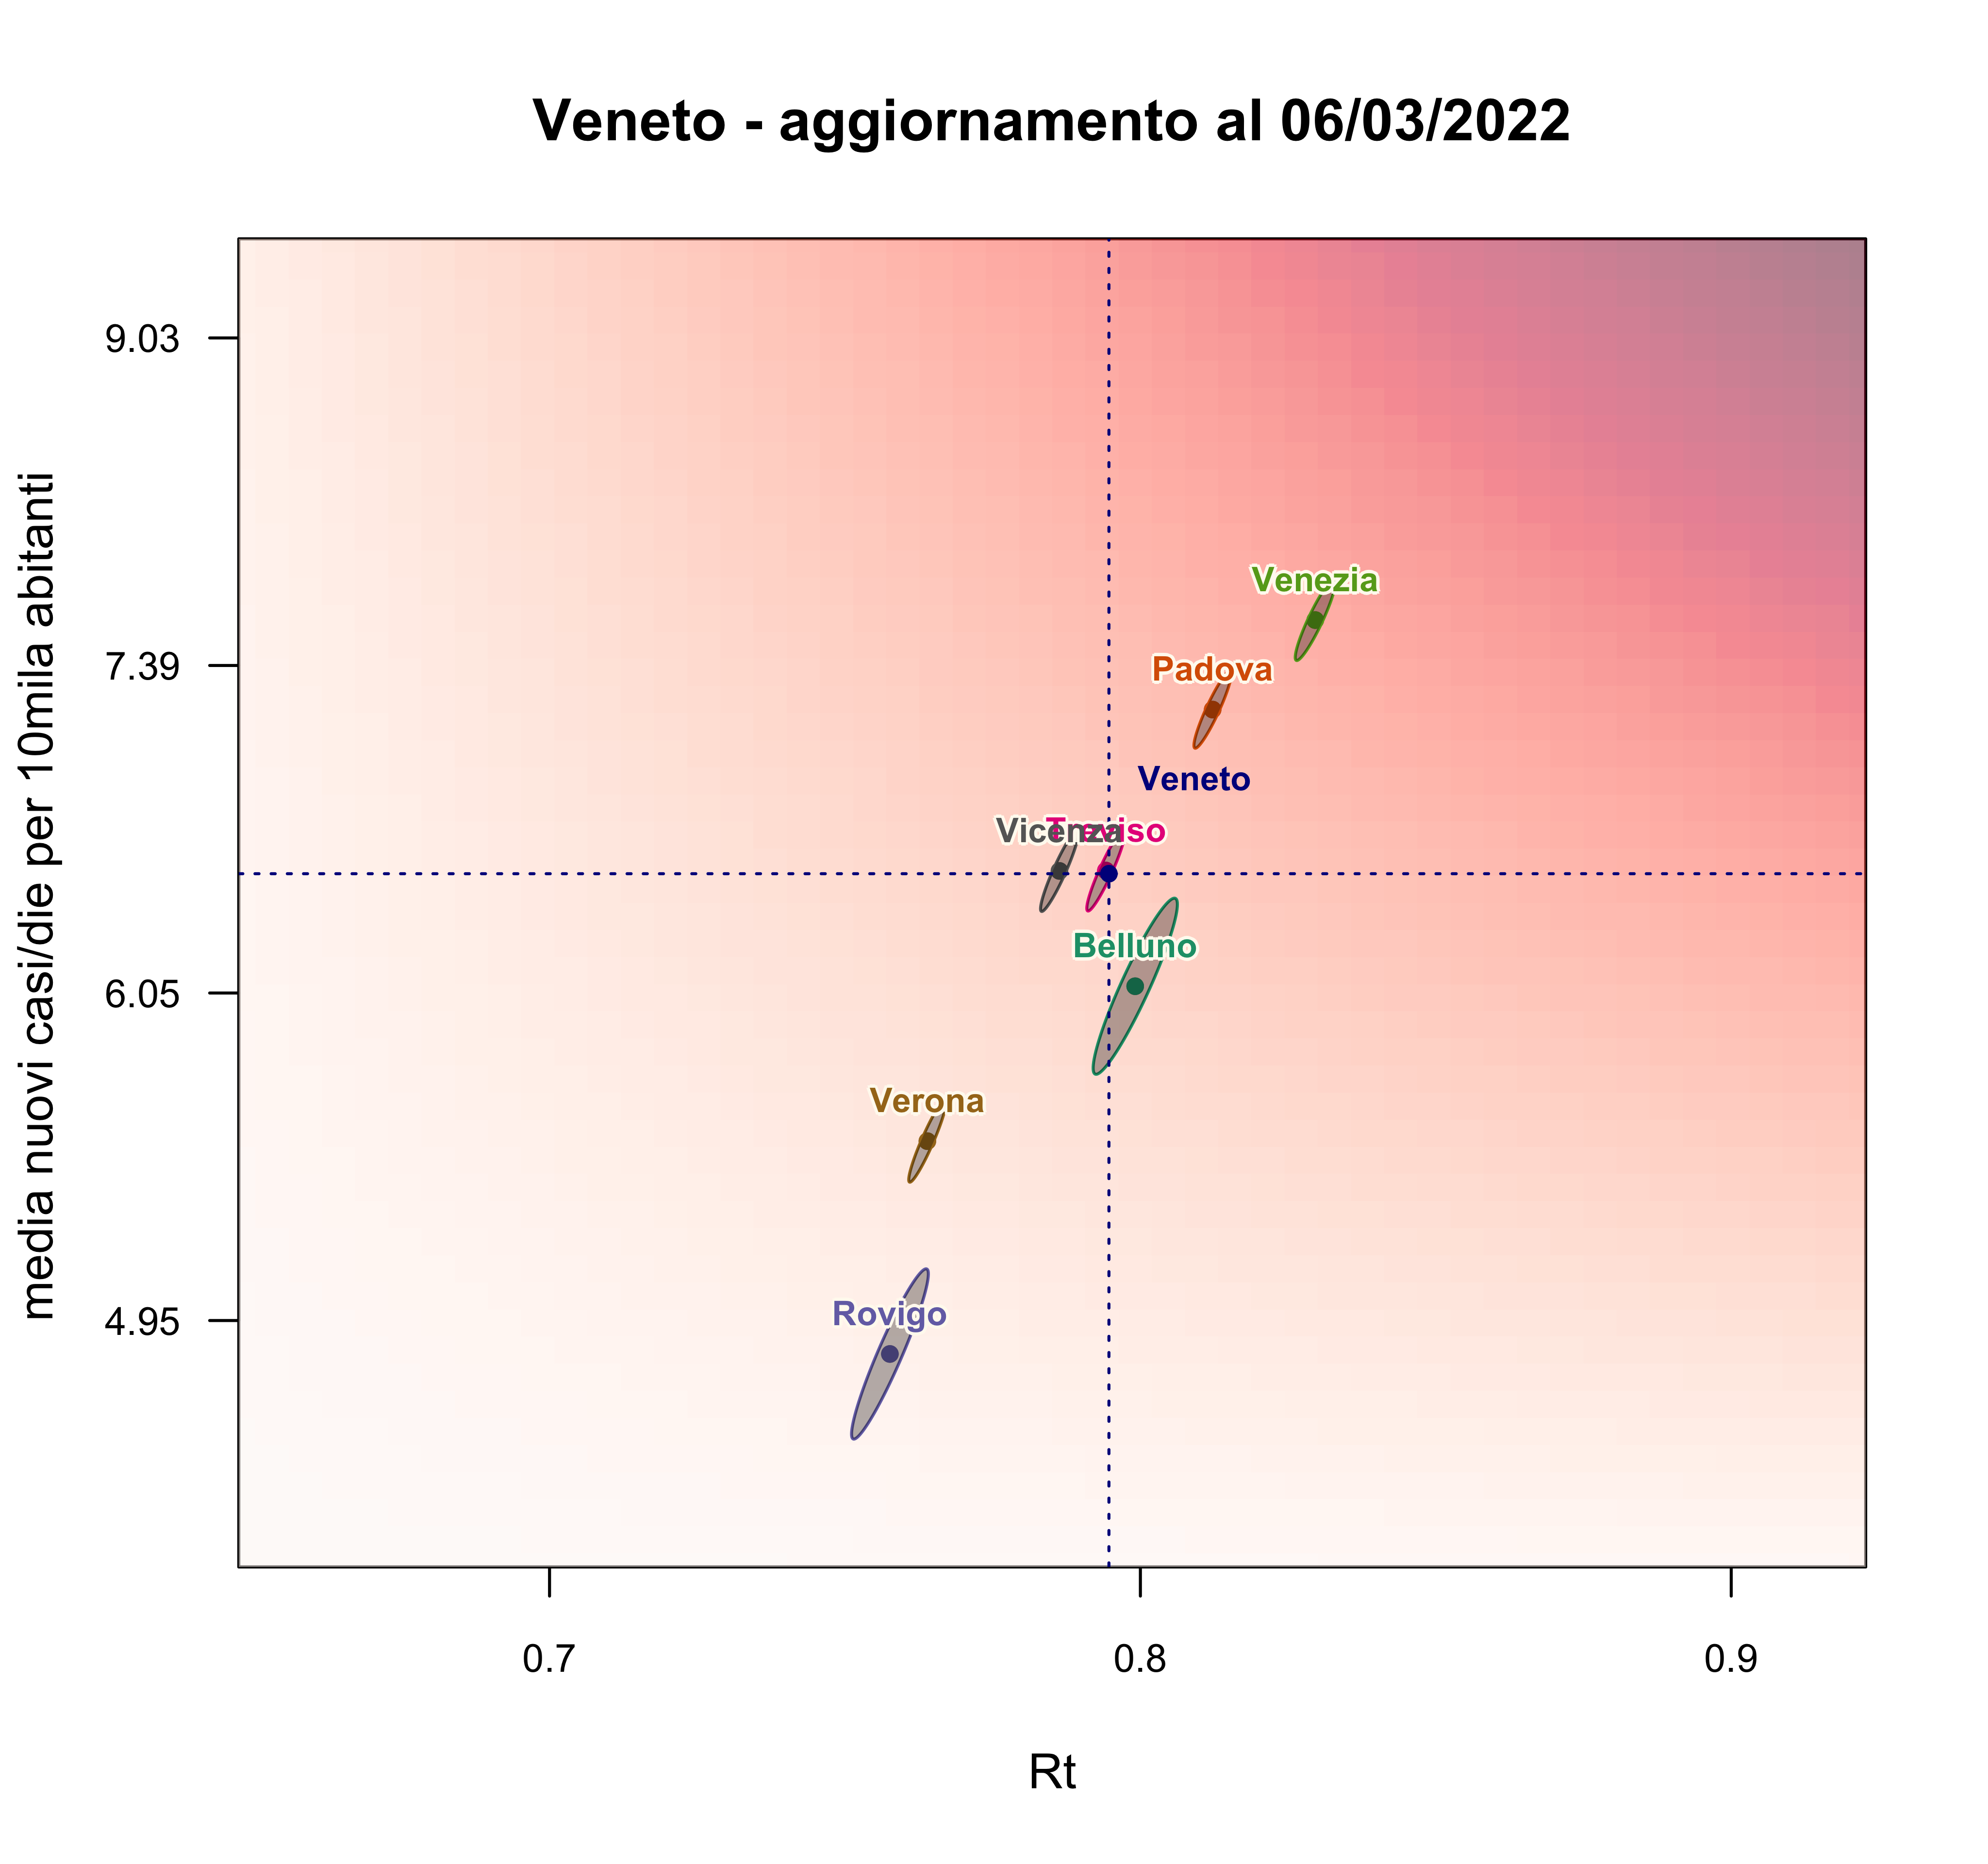 Veneto - aggiornamento al 06/03/2022
media nuovi casi/die per 10mila abitanti
9.03
7.39
6.05
4.95
Venezia
Padova
Veneto
Vicenza
Treviso
Belluno
Verona
Rovigo
0.7
0.8
0.9
Rt